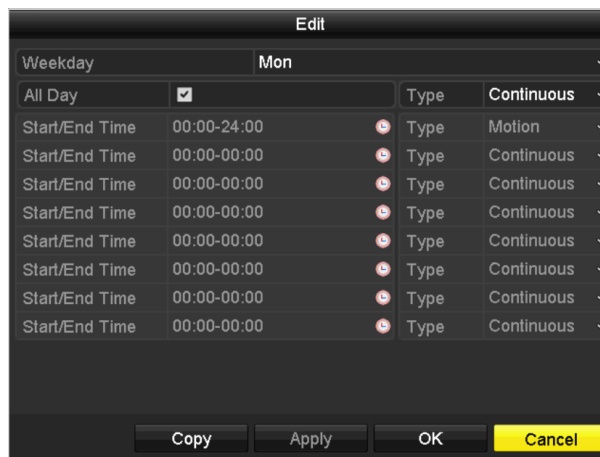 Edit
Weekday Mon
All Day Type Continuous
Start/End Time 00:00-24:00 Type Motion
Start/End Time 00:00-00:00 Type Continuous
Start/End Time 00:00-00:00 Type Continuous
Start/End Time 00:00-00:00 Type Continuous
Start/End Time 00:00-00:00 Type Continuous
Start/End Time 00:00-00:00 Type Continuous
Start/End Time 00:00-00:00 Type Continuous
Start/End Time 00:00-00:00 Type Continuous
Copy Apply OK Cancel